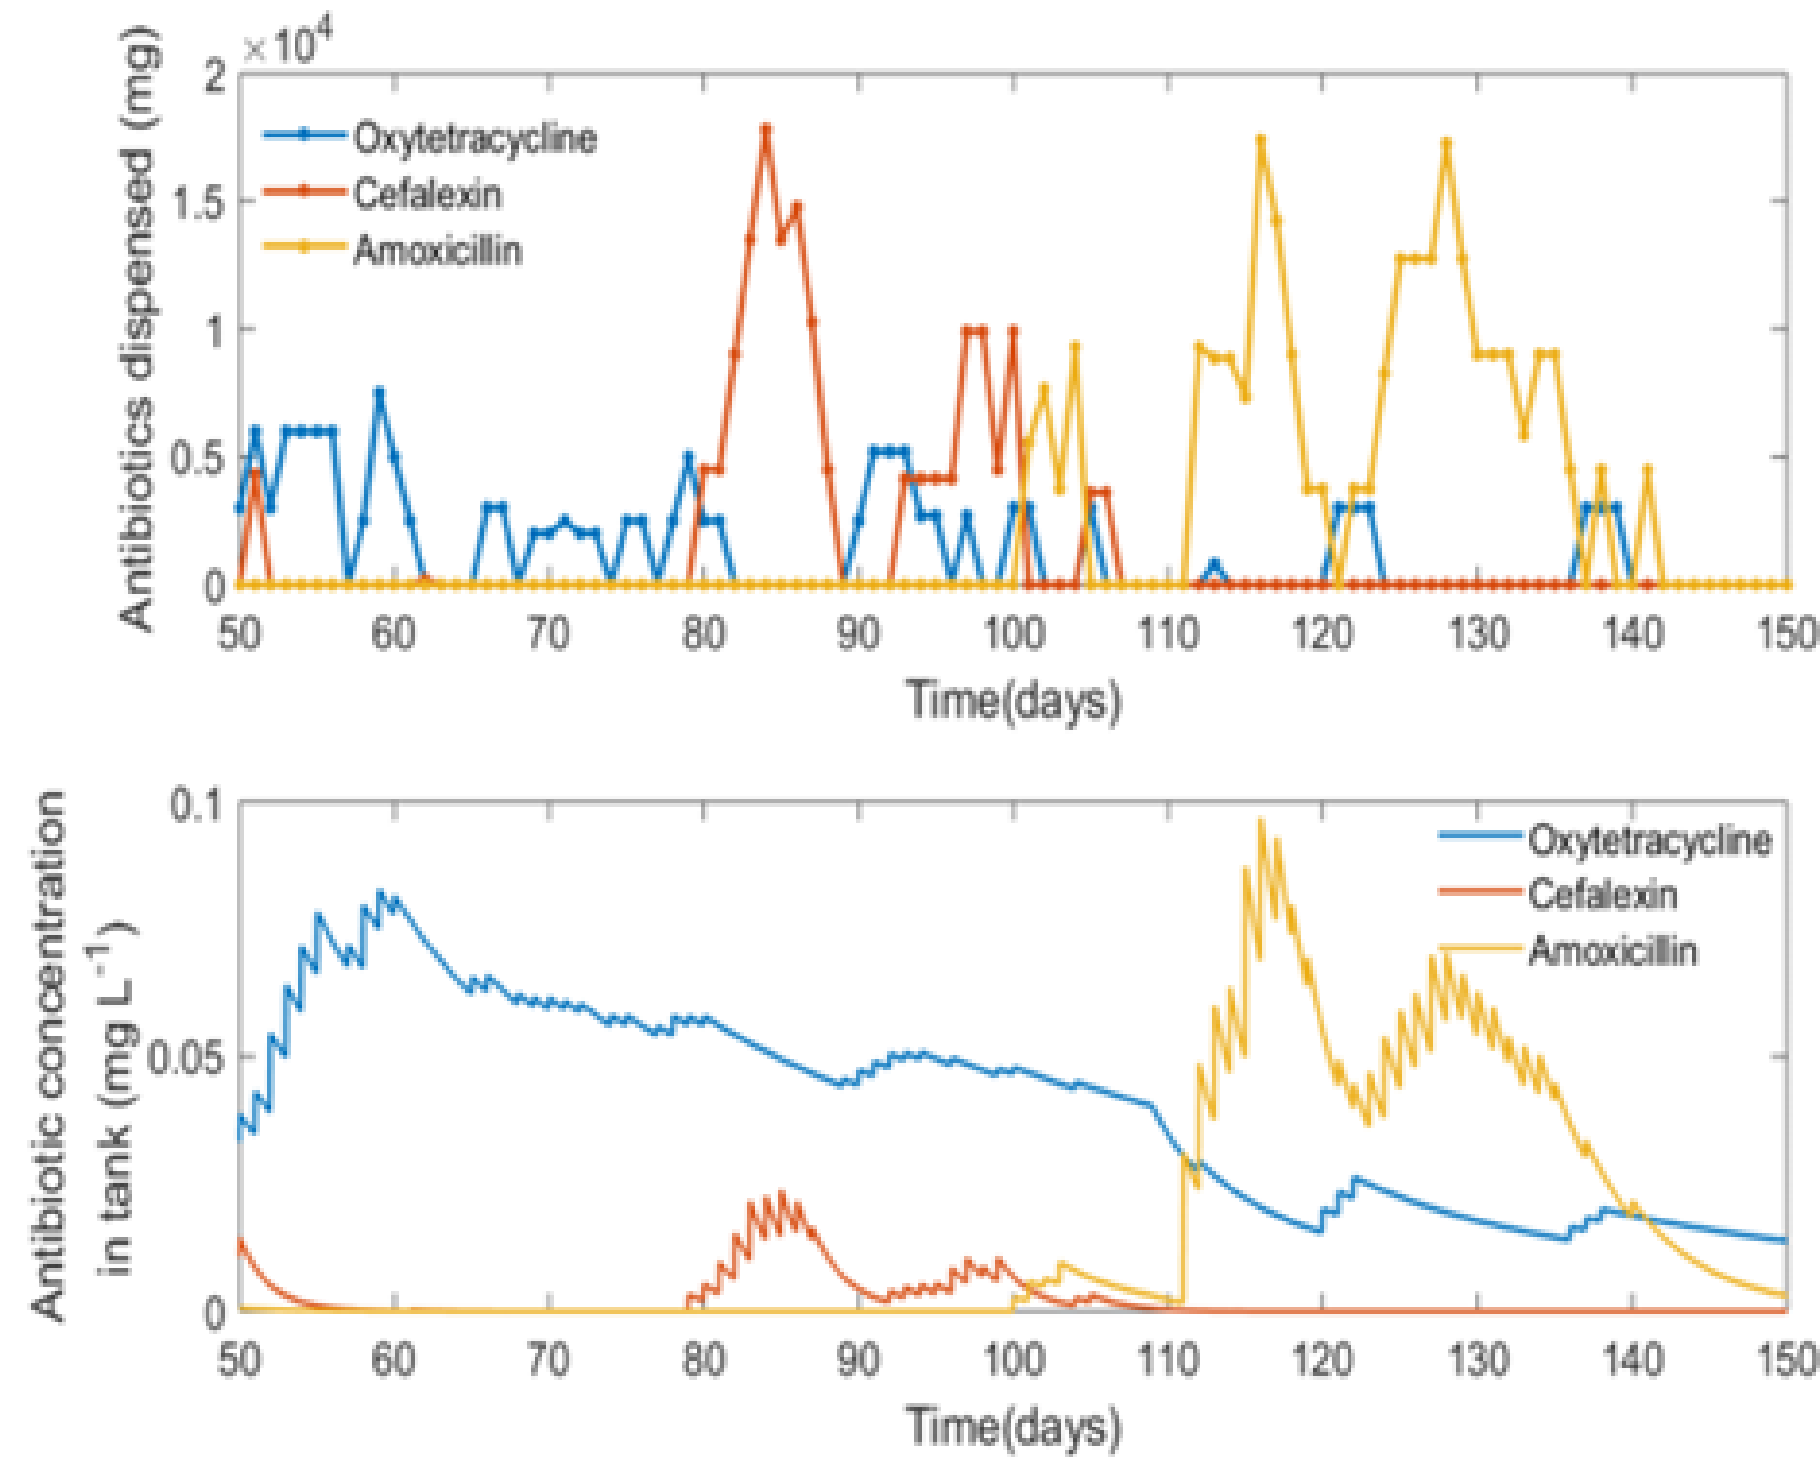 ×10⁴
Antibiotics dispensed (mg)
2
1.5
1
0.5
0
Oxytetracycline
Cefalexin
Amoxicillin
50 60 70 80 90 100 110 120 130 140 150
Time(days)
Antibiotic concentration
in tank (mg L⁻¹)
0.1
0.05
0
Oxytetracycline
Cefalexin
Amoxicillin
50 60 70 80 90 100 110 120 130 140 150
Time(days)